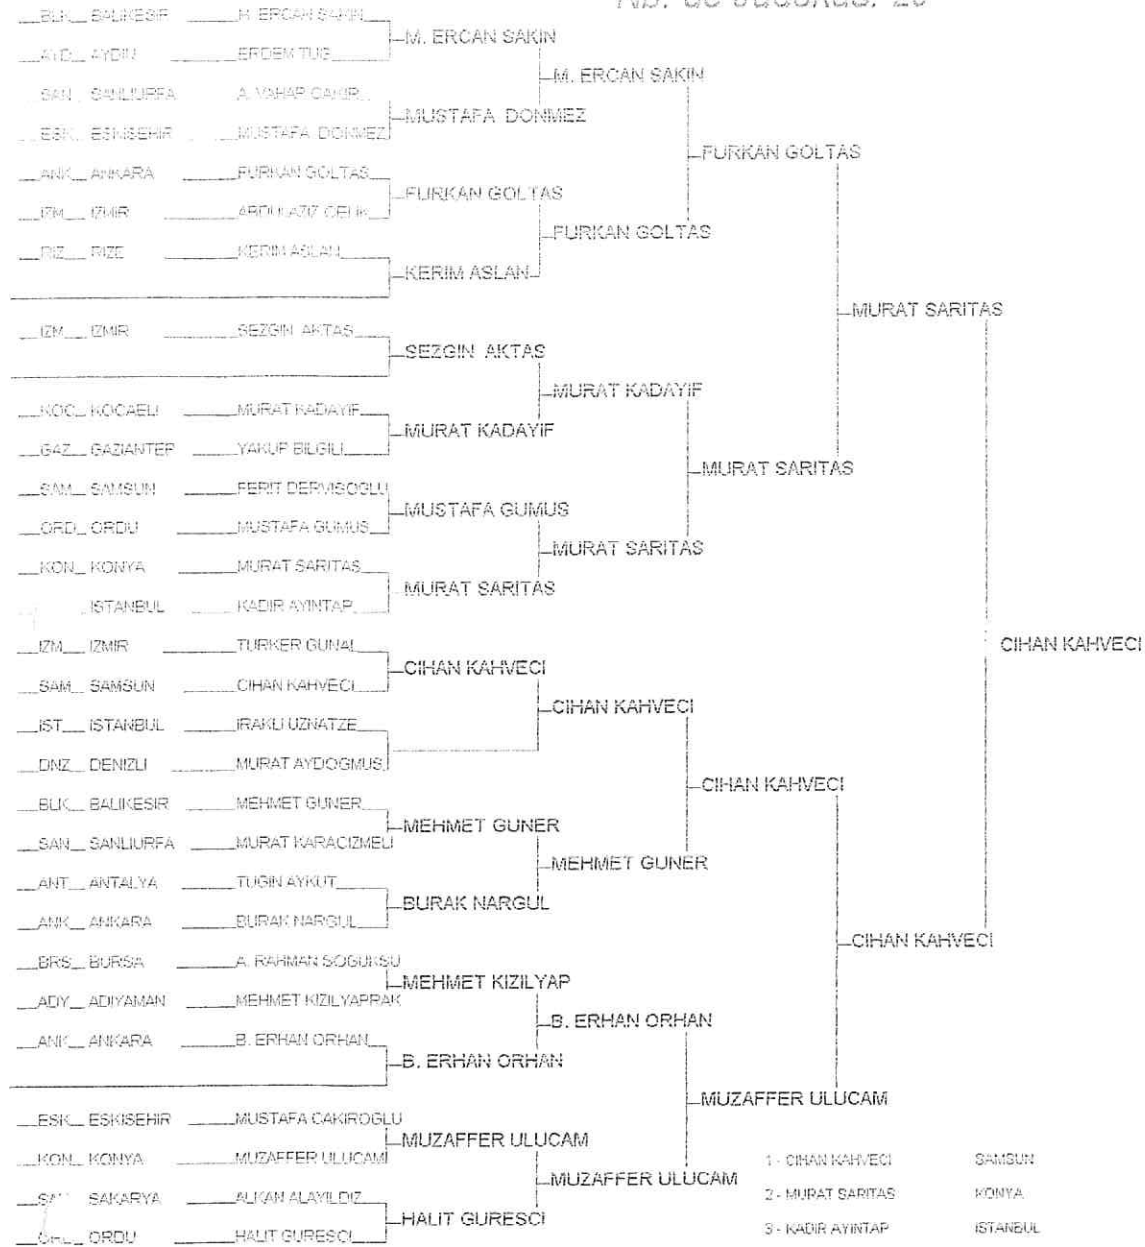 Nb. de Judokas: 29
BLK BALIKESIR M. ERCAN SAKIN
M. ERCAN SAKIN
AYD AYDIN ERDEM TUG
M. ERCAN SAKIN
SAN SANLIURFA A. VAHAP CAKIR
MUSTAFA DONMEZ
ESK ESKISEHIR MUSTAFA DONMEZ
FURKAN GOLTAS
ANK ANKARA FURKAN GOLTAS
FURKAN GOLTAS
IZM IZMIR ABDULAZIZ CELIK
FURKAN GOLTAS
RIZ RIZE KERIM ASLAN
KERIM ASLAN
MURAT SARITAS
IZM IZMIR SEZGIN AKTAS
SEZGIN AKTAS
MURAT KADAYIF
KOC KOCAELI MURAT KADAYIF
MURAT KADAYIF
GAZ GAZIANTEP YAKUP BILGILI
MURAT SARITAS
SAM SAMSUN FERIT DERVISOGLU
MUSTAFA GUMUS
ORD ORDU MUSTAFA GUMUS
MURAT SARITAS
KON KONYA MURAT SARITAS
MURAT SARITAS
ISTANBUL KADIR AYINTAP
IZM IZMIR TURKER GUNAL
CIHAN KAHVECI
CIHAN KAHVECI
SAM SAMSUN CIHAN KAHVECI
CIHAN KAHVECI
IST ISTANBUL IRAKLI UZNATZE
DNZ DENIZLI MURAT AYDOGMUS
CIHAN KAHVECI
BLK BALIKESIR MEHMET GUNER
MEHMET GUNER
SAN SANLIURFA MURAT KARACIZMELI
MEHMET GUNER
ANT ANTALYA TUGIN AYKUT
BURAK NARGUL
ANK ANKARA BURAK NARGUL
CIHAN KAHVECI
BRS BURSA A. RAHMAN SOGUKSU
MEHMET KIZILYAP
ADY ADIYAMAN MEHMET KIZILYAPRAK
B. ERHAN ORHAN
ANK ANKARA B. ERHAN ORHAN
B. ERHAN ORHAN
MUZAFFER ULUCAM
ESK ESKISEHIR MUSTAFA CAKIROGLU
MUZAFFER ULUCAM
KON KONYA MUZAFFER ULUCAM
1 - CIHAN KAHVECI SAMSUN
MUZAFFER ULUCAM
SAKARYA ALKAN ALAYILDIZ
2 - MURAT SARITAS KONYA
HALIT GURESCI
ORDU HALIT GURESCI
3 - KADIR AYINTAP ISTANBUL